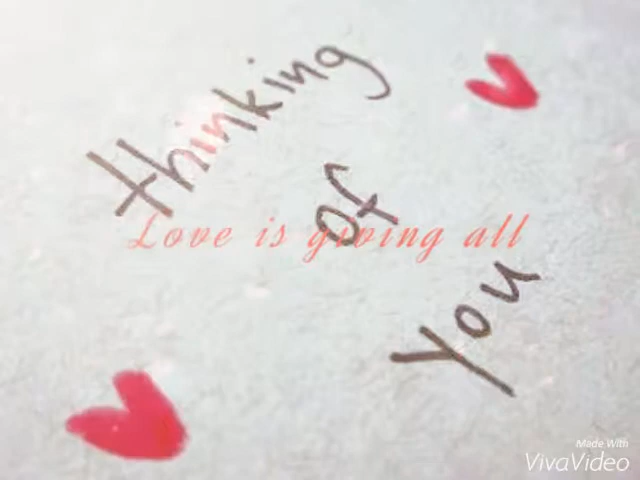 thinking
of
you
Love is giving all
Made With
VivaVideo